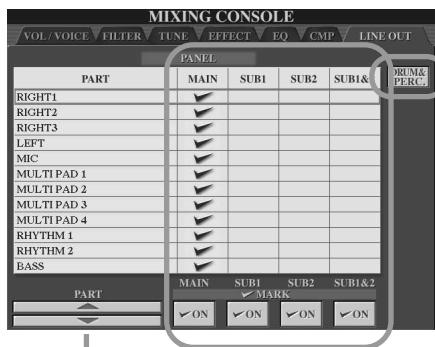 MIXING CONSOLE
VOL/VOICE FILTER TUNE EFFECT EQ CMP LINE OUT
PANEL
PART MAIN SUB1 SUB2 SUB1&
DRUM&
PERC.
RIGHT1
RIGHT2
RIGHT3
LEFT
MIC
MULTI PAD 1
MULTI PAD 2
MULTI PAD 3
MULTI PAD 4
RHYTHM 1
RHYTHM 2
BASS
MAIN SUB1 SUB2 SUB1&2
PART
MARK
ON ON ON ON